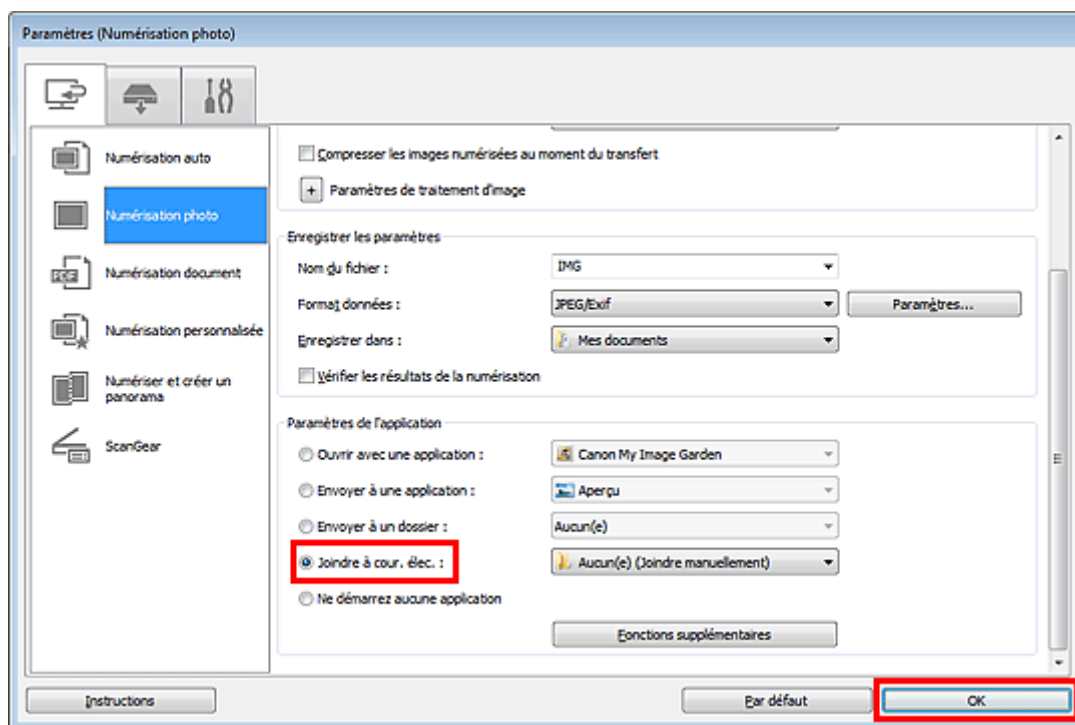 Paramètres (Numérisation photo)
Numérisation auto
Numérisation photo
PDF
Numérisation document
Numérisation personnalisée
Numériser et créer un
panorama
ScanGear
Compresser les images numérisées au moment du transfert
+ Paramètres de traitement d'image
Enregistrer les paramètres
Nom du fichier : IMG
Format données : JPEG/Exif Paramètres...
Enregistrer dans : Mes documents
Vérifier les résultats de la numérisation
Paramètres de l'application
Ouvrir avec une application : Canon My Image Garden
Envoyer à une application : Aperçu
Envoyer à un dossier : Aucun(e)
Joindre à cour. élec. : Aucun(e) (Joindre manuellement)
Ne démarrez aucune application
Fonctions supplémentaires
Instructions Par défaut OK